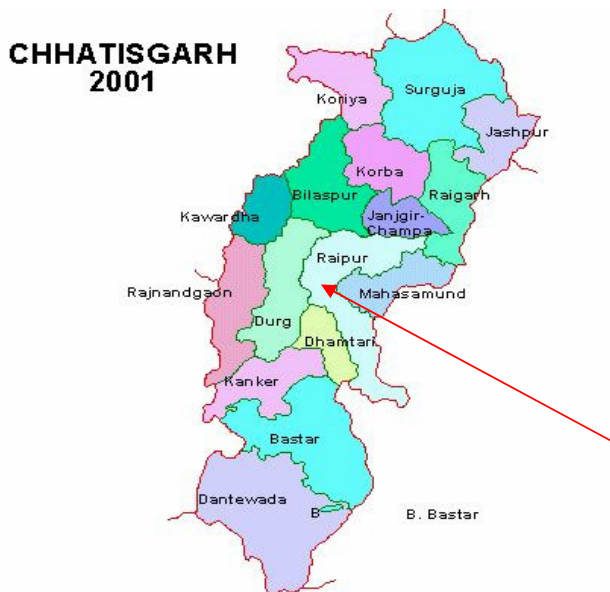 CHHATISGARH
2001
Koriya
Surguja
Jashpur
Korba
Bilaspur
Raigarh
Kawardha
Janjgir-
Champa
Raipur
Rajnandgaon
Mahasamund
Durg
Dhamtari
Kanker
Bastar
Dantewada
B
B. Bastar